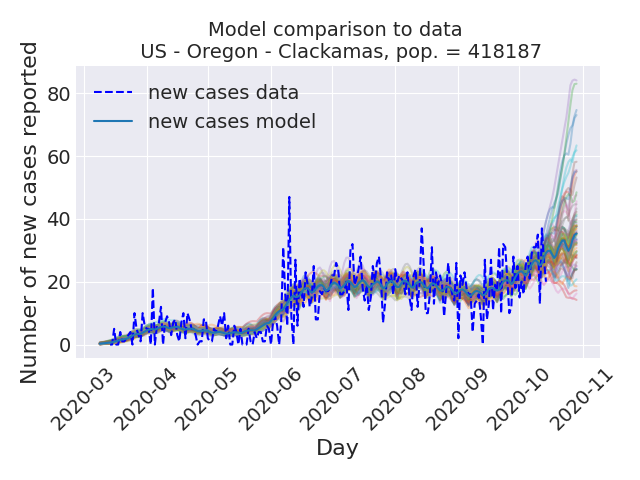 Model comparison to data
US - Oregon - Clackamas, pop. = 418187
Number of new cases reported
80
60
40
20
0
new cases data
new cases model
2020-03
2020-04
2020-05
2020-06
2020-07
2020-08
2020-09
2020-10
2020-11
Day